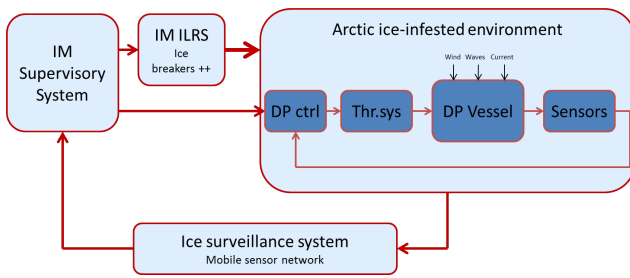 IM
Supervisory
System
IM ILRS
Ice
breakers ++
Arctic ice-infested environment
Wind Waves Current
DP ctrl
Thr.sys
DP Vessel
Sensors
Ice surveillance system
Mobile sensor network